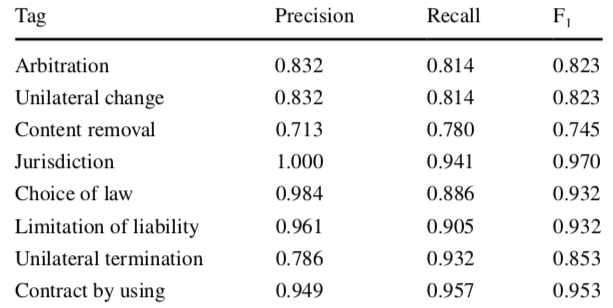 Tag Precision Recall F1
Arbitration 0.832 0.814 0.823
Unilateral change 0.832 0.814 0.823
Content removal 0.713 0.780 0.745
Jurisdiction 1.000 0.941 0.970
Choice of law 0.984 0.886 0.932
Limitation of liability 0.961 0.905 0.932
Unilateral termination 0.786 0.932 0.853
Contract by using 0.949 0.957 0.953